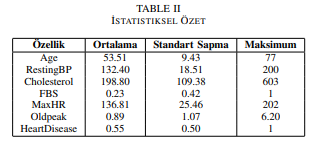 TABLE II
İSTATISTIKSEL ÖZET
Özellik Ortalama Standart Sapma Maksimum
Age 53.51 9.43 77
RestingBP 132.40 18.51 200
Cholesterol 198.80 109.38 603
FBS 0.23 0.42 1
MaxHR 136.81 25.46 202
Oldpeak 0.89 1.07 6.20
HeartDisease 0.55 0.50 1